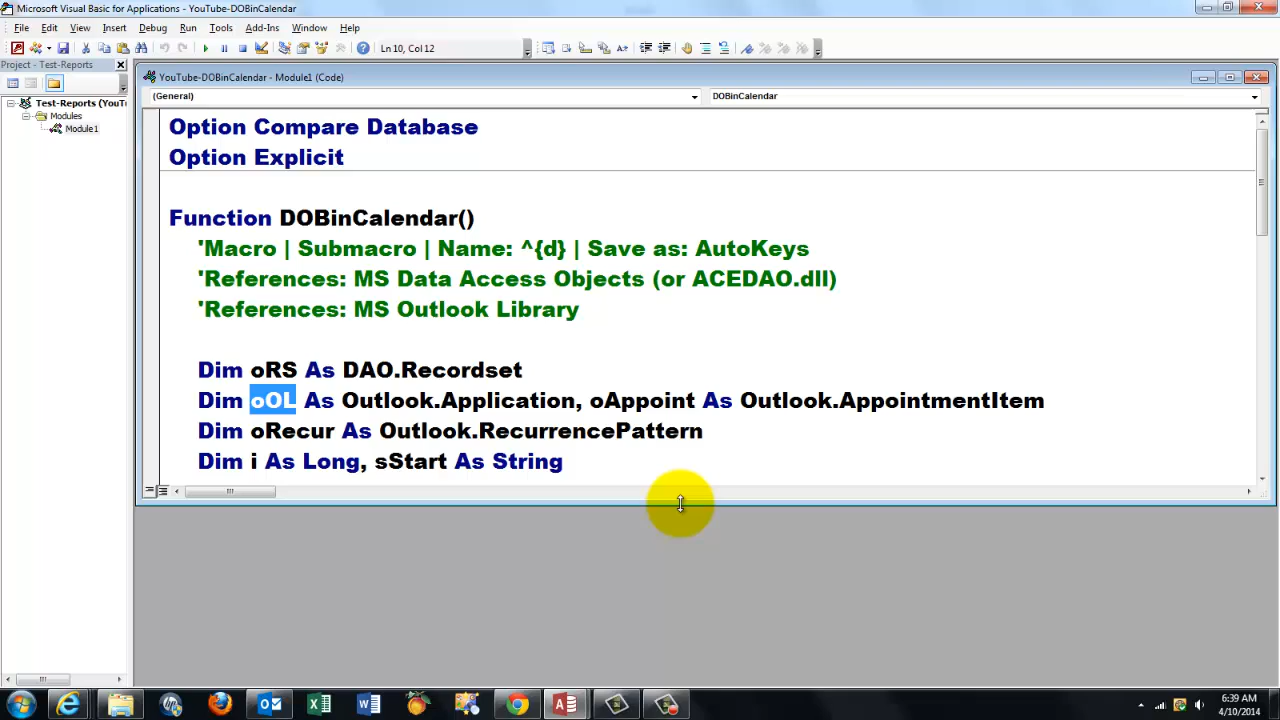 Microsoft Visual Basic for Applications - YouTube-DOBinCalendar
File Edit View Insert Format Debug Run Tools Add-Ins Window Help
Ln 10, Col 12
Project - Test-Reports
YouTube-DOBinCalendar - Module1 (Code)
(General) DOBinCalendar
Test-Reports (YouT
Modules
Module1
Option Compare Database
Option Explicit
Function DOBinCalendar()
'Macro | Submacro | Name: ^{d} | Save as: AutoKeys
'References: MS Data Access Objects (or ACEDAO.dll)
'References: MS Outlook Library
Dim oRS As DAO.Recordset
Dim oOL As Outlook.Application, oAppoint As Outlook.AppointmentItem
Dim oRecur As Outlook.RecurrencePattern
Dim i As Long, sStart As String
6:39 AM
4/10/2014